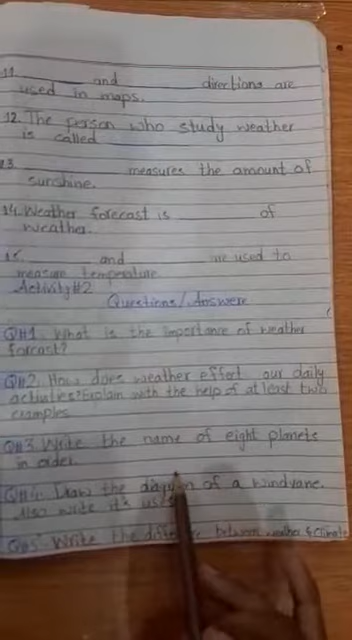 11. ______ and ______ directions are
used in maps.
12. The person who study weather
is called ______
13. ______ measures the amount of
sunshine.
14. Weather forecast is ______ of
weather.
15. ______ and ______ are used to
measure temperature
Activity#2
Questions/Answers
Q#1. What is the importance of weather
forcast?
Q#2. How does weather effect our daily
activities? Explain with the help of at least two
examples
Q#3 Write the name of eight planets
in order.
Q#4. Draw the of a windvane.
Also write it's
Q#5 Write the between weather & Climate